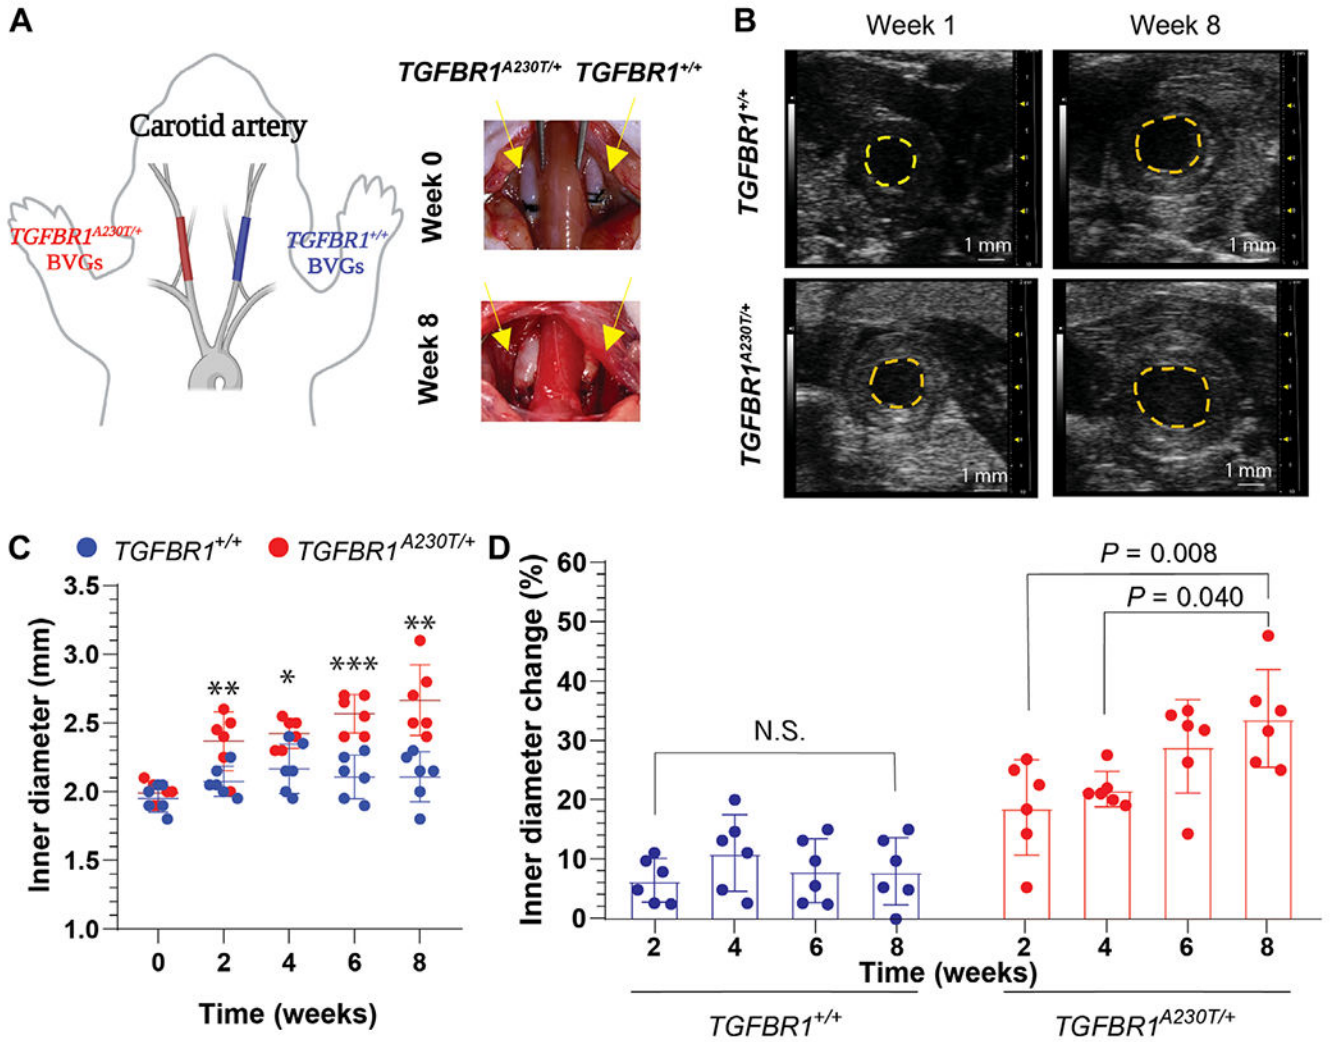 A
Carotid artery
TGFBR1A230T/+
BVGs
TGFBR1+/+
BVGs
TGFBR1A230T/+ TGFBR1+/+
Week 0
Week 8
B
Week 1
Week 8
TGFBR1+/+
1 mm
1 mm
TGFBR1A230T/+
1 mm
1 mm
C
TGFBR1+/+
TGFBR1A230T/+
Inner diameter (mm)
3.5
3.0
2.5
2.0
1.5
1.0
**
*
***
**
0 2 4 6 8
Time (weeks)
D
Inner diameter change (%)
60
50
40
30
20
10
0
N.S.
P = 0.008
P = 0.040
2 4 6 8 2 4 6 8
Time (weeks)
TGFBR1+/+
TGFBR1A230T/+